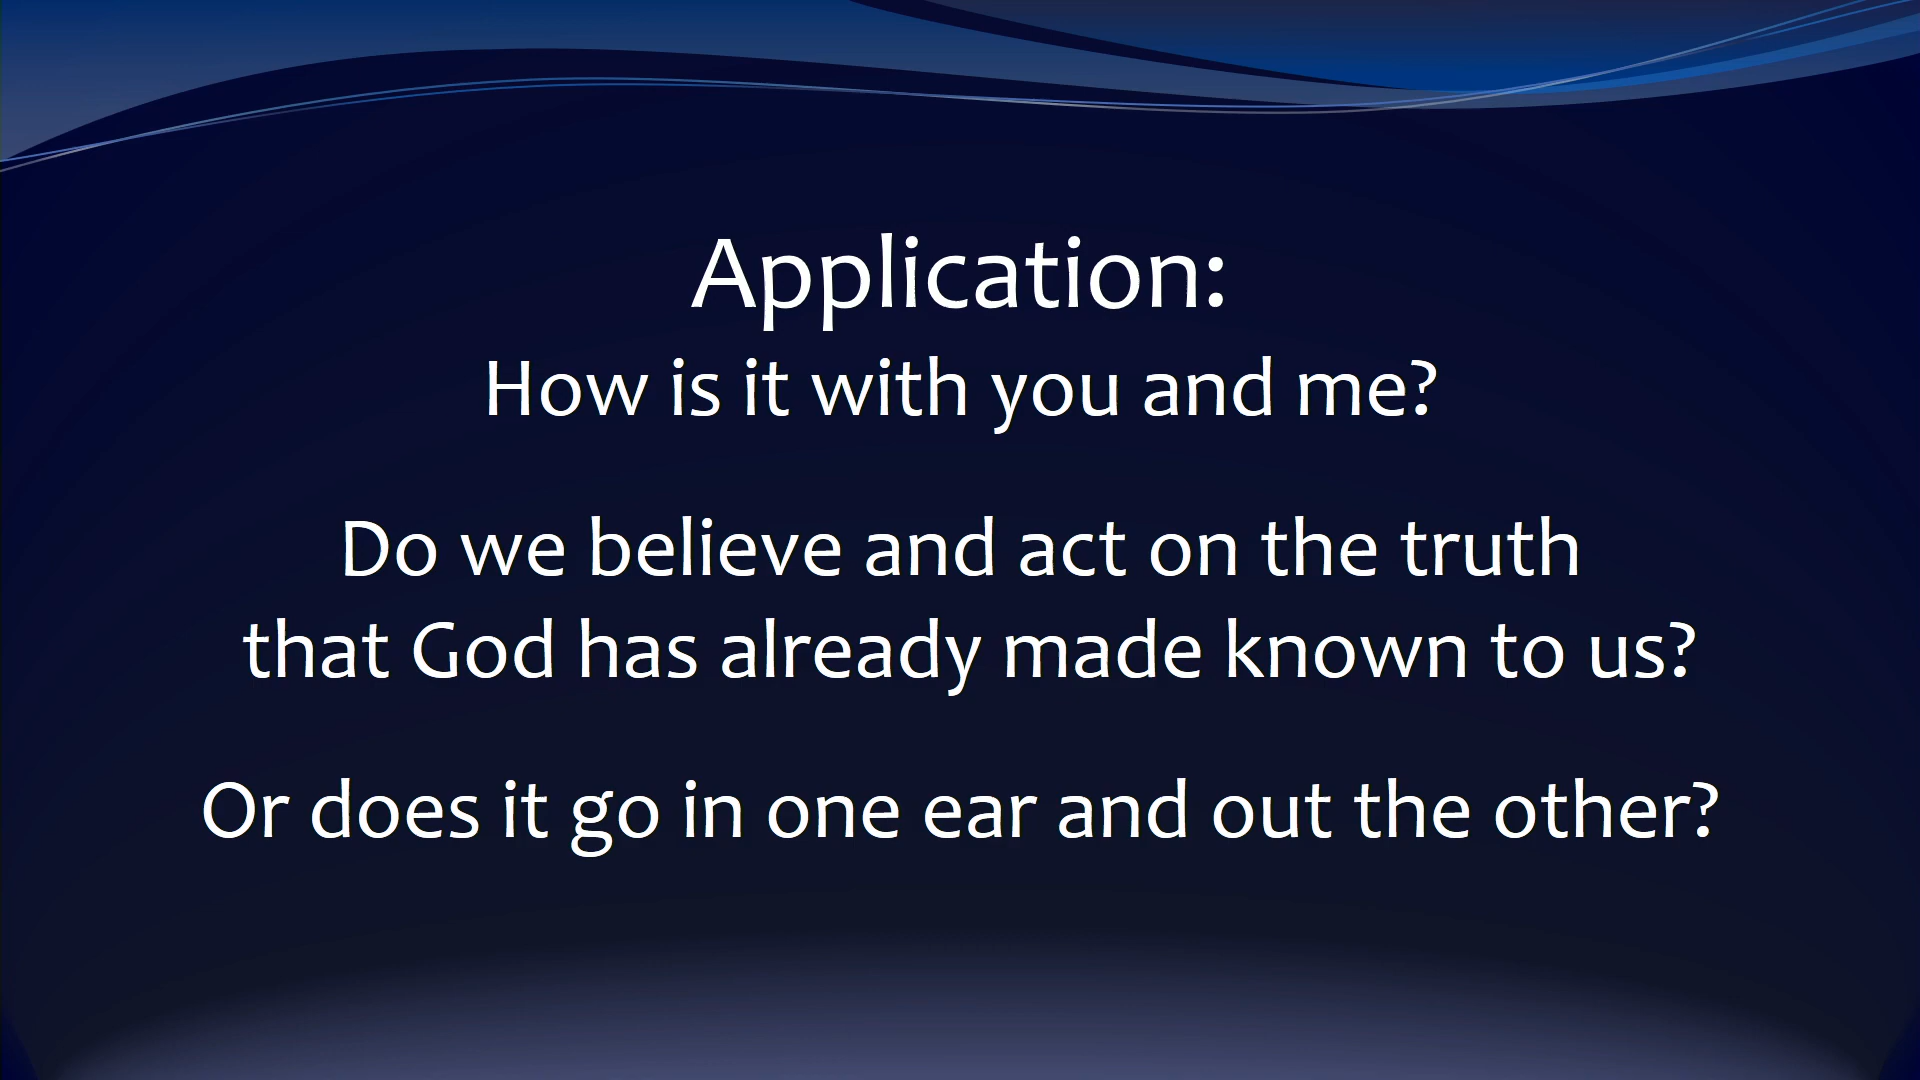 Application:
How is it with you and me?
Do we believe and act on the truth
that God has already made known to us?
Or does it go in one ear and out the other?